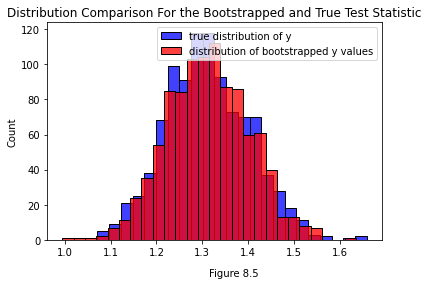 Distribution Comparison For the Bootstrapped and True Test Statistic
true distribution of y
distribution of bootstrapped y values
Count
120
100
80
60
40
20
0
1.0 1.1 1.2 1.3 1.4 1.5 1.6
Figure 8.5